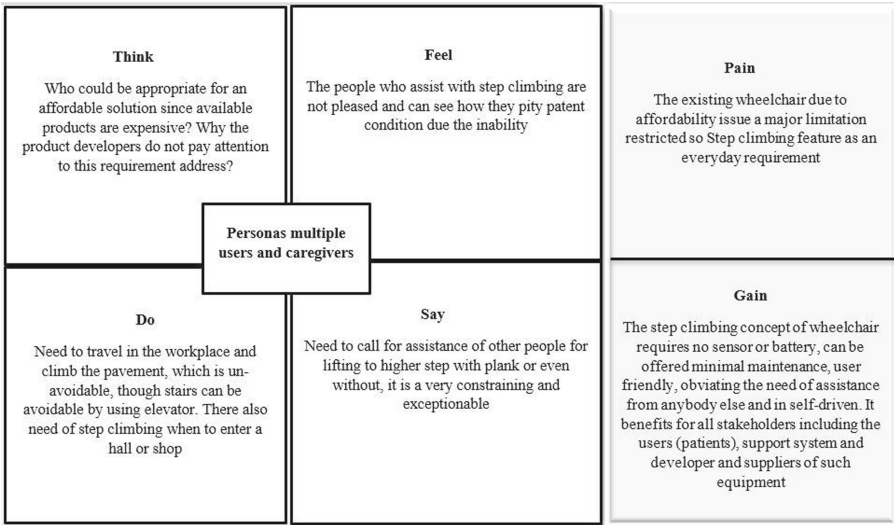 Think
Who could be appropriate for an
affordable solution since available
products are expensive? Why the
product developers do not pay attention
to this requirement address?
Feel
The people who assist with step climbing are
not pleased and can see how they pity patent
condition due the inability
Pain
The existing wheelchair due to
affordability issue a major limitation
restricted so Step climbing feature as an
everyday requirement
Personas multiple
users and caregivers
Do
Need to travel in the workplace and
climb the pavement, which is un-
avoidable, though stairs can be
avoidable by using elevator. There also
need of step climbing when to enter a
hall or shop
Say
Need to call for assistance of other people for
lifting to higher step with plank or even
without, it is a very constraining and
exceptionable
Gain
The step climbing concept of wheelchair
requires no sensor or battery, can be
offered minimal maintenance, user
friendly, obviating the need of assistance
from anybody else and in self-driven. It
benefits for all stakeholders including the
users (patients), support system and
developer and suppliers of such
equipment